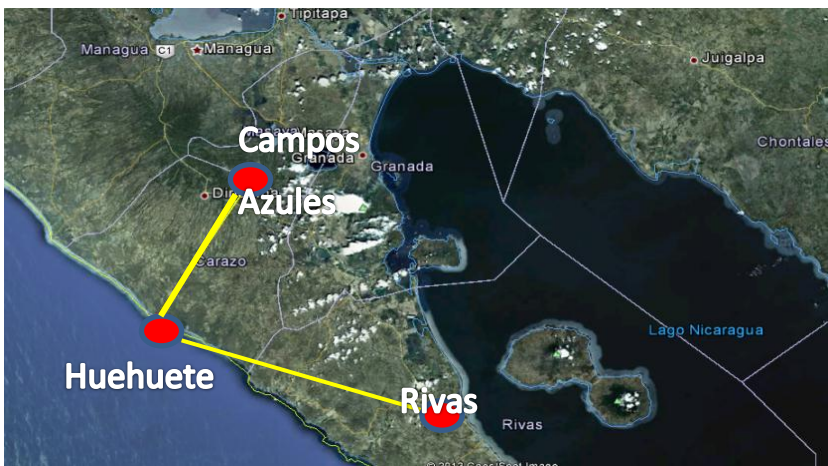 Tipitapa
Managua C1 Managua
Juigalpa
Campos
Granada
Granada
Chontales
Azules
Carazo
Lago Nicaragua
Huehuete
Rivas
Rivas